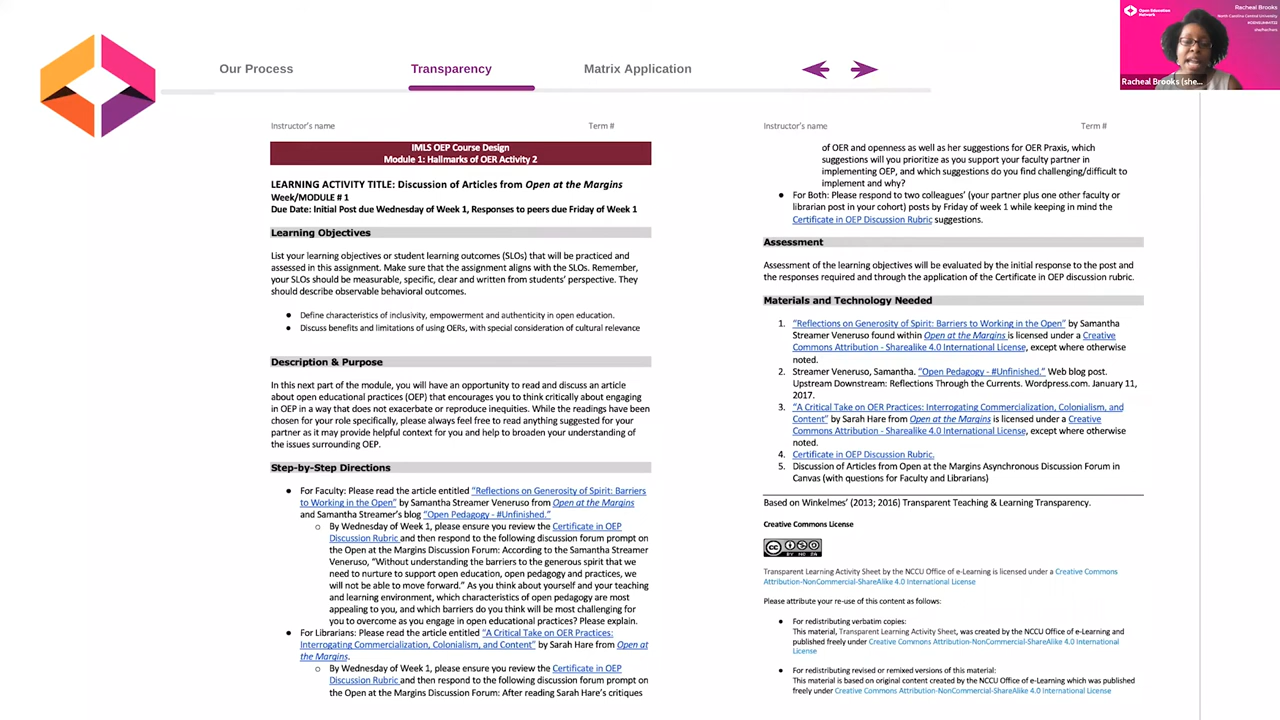 Our Process
Transparency
Matrix Application
Open Education
Network
Racheal Brooks
North Carolina Central University
Racheal Brooks (she...
Instructor's name Term #
IMLS OEP Course Design
Module 1: Hallmarks of OER Activity 2
LEARNING ACTIVITY TITLE: Discussion of Articles from Open at the Margins
Week/MODULE # 1
Due Date: Initial Post due Wednesday of Week 1, Responses to peers due Friday of Week 1
Learning Objectives
List your learning objectives or student learning outcomes (SLOs) that will be practiced and
assessed in this assignment. Make sure that the assignment aligns with the SLOs. Remember,
your SLOs should be measurable, specific, clear and written from students' perspective. They
should describe observable behavioral outcomes.
● Define characteristics of inclusivity, empowerment and authenticity in open education.
● Discuss benefits and limitations of using OERs, with special consideration of cultural relevance
Description & Purpose
In this next part of the module, you will have an opportunity to read and discuss an article
about open educational practices (OEP) that encourages you to think critically about engaging
in OEP in a way that does not exacerbate or reproduce inequities. While the readings have been
chosen for your role specifically, please always feel free to read anything suggested for your
partner as it may provide helpful context for you and help to broaden your understanding of
the issues surrounding OEP.
Step-by-Step Directions
● For Faculty: Please read the article entitled "Reflections on Generosity of Spirit: Barriers
to Working in the Open" by Samantha Streamer Veneruso from Open at the Margins
and Samantha Streamer's blog "Open Pedagogy - #Unfinished."
○ By Wednesday of Week 1, please ensure you review the Certificate in OEP
Discussion Rubric and then respond to the following discussion forum prompt on
the Open at the Margins Discussion Forum: According to the Samantha Streamer
Veneruso, "Without understanding the barriers to the generous spirit that we
need to nurture to support open education, open pedagogy and practices, we
will not be able to move forward." As you think about yourself and your teaching
and learning environment, which characteristics of open pedagogy are most
appealing to you, and which barriers do you think will be most challenging for
you to overcome as you engage in open educational practices? Please explain.
● For Librarians: Please read the article entitled "A Critical Take on OER Practices:
Interrogating Commercialization, Colonialism, and Content" by Sarah Hare from Open at
the Margins.
○ By Wednesday of Week 1, please ensure you review the Certificate in OEP
Discussion Rubric and then respond to the following discussion forum prompt on
the Open at the Margins Discussion Forum: After reading Sarah Hare's critiques
Instructor's name Term #
of OER and openness as well as her suggestions for OER Praxis, which
suggestions will you prioritize as you support your faculty partner in
implementing OEP, and which suggestions do you find challenging/difficult to
implement and why?
● For Both: Please respond to two colleagues' (your partner plus one other faculty or
librarian post in your cohort) posts by Friday of week 1 while keeping in mind the
Certificate in OEP Discussion Rubric suggestions.
Assessment
Assessment of the learning objectives will be evaluated by the initial response to the post and
the responses required and through the application of the Certificate in OEP discussion rubric.
Materials and Technology Needed
1. "Reflections on Generosity of Spirit: Barriers to Working in the Open" by Samantha
Streamer Veneruso found within Open at the Margins is licensed under a Creative
Commons Attribution - Sharealike 4.0 International License, except where otherwise
noted.
2. Streamer Veneruso, Samantha. "Open Pedagogy - #Unfinished." Web blog post.
Upstream Downstream: Reflections Through the Currents. Wordpress.com. January 11,
2017.
3. "A Critical Take on OER Practices: Interrogating Commercialization, Colonialism, and
Content" by Sarah Hare from Open at the Margins is licensed under a Creative
Commons Attribution - Sharealike 4.0 International License, except where otherwise
noted.
4. Certificate in OEP Discussion Rubric.
5. Discussion of Articles from Open at the Margins Asynchronous Discussion Forum in
Canvas (with questions for Faculty and Librarians)
Based on Winkelmes' (2013; 2016) Transparent Teaching & Learning Transparency.
Creative Commons License
cc
BY NC SA
Transparent Learning Activity Sheet by the NCCU Office of e-Learning is licensed under a Creative Commons
Attribution-NonCommercial-ShareAlike 4.0 International License
Please attribute your re-use of this content as follows:
● For redistributing verbatim copies:
This material, Transparent Learning Activity Sheet, was created by the NCCU Office of e-Learning and
published freely under Creative Commons Attribution-NonCommercial-ShareAlike 4.0 International
License
● For redistributing revised or remixed versions of this material:
This material is based on original content created by the NCCU Office of e-Learning which was published
freely under Creative Commons Attribution-NonCommercial-ShareAlike 4.0 International License